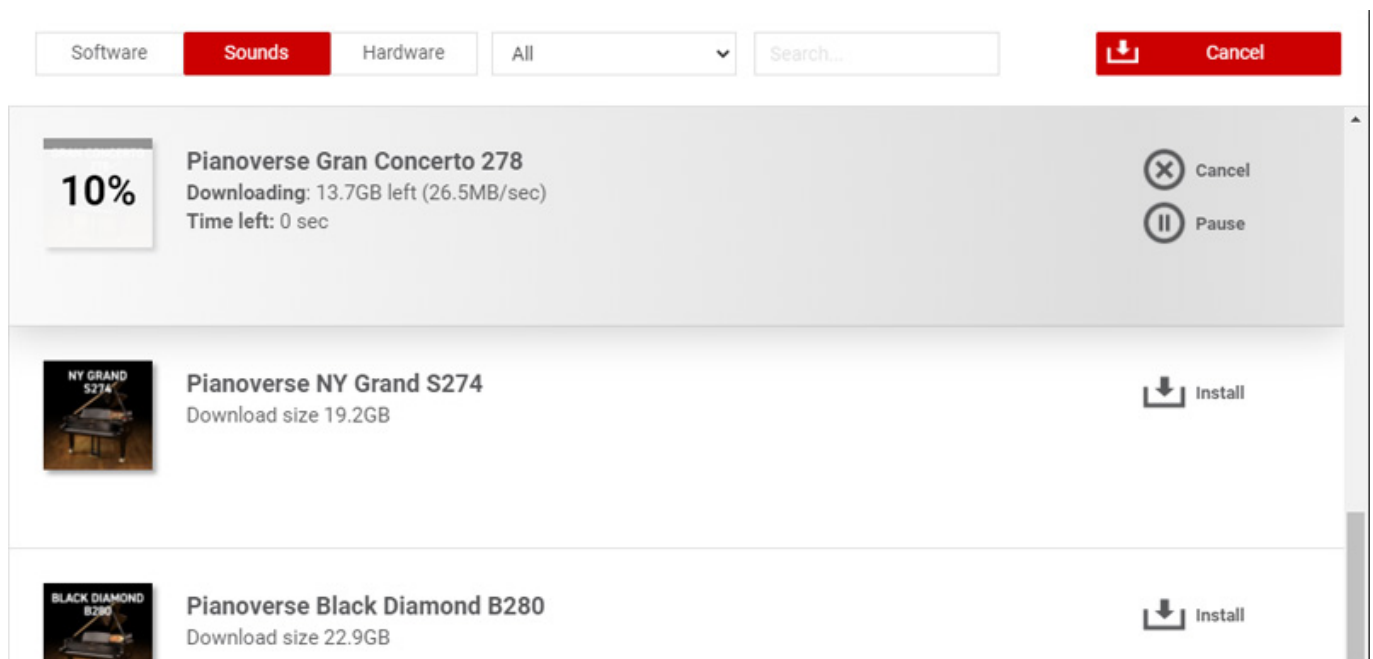 Software Sounds Hardware All Search... Cancel
GRAN CONCERTO
10%
Pianoverse Gran Concerto 278
Downloading: 13.7GB left (26.5MB/sec)
Time left: 0 sec
Cancel
Pause
NY GRAND
S274
Pianoverse NY Grand S274
Download size 19.2GB
Install
BLACK DIAMOND
B280
Pianoverse Black Diamond B280
Download size 22.9GB
Install